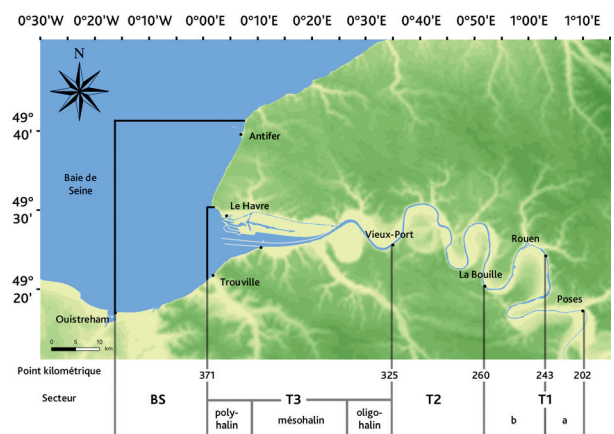 0°30'W 0°20'W 0°10'W 0°00'E 0°10'E 0°20'E 0°30'E 0°40'E 0°50'E 1°00'E 1°10'E
N
49°
40'
Antifer
Baie de
Seine
49°
30'
Le Havre
Vieux-Port
Rouen
49°
20'
Trouville
La Bouille
Poses
Ouistreham
0 5 10 km
Point kilométrique 371 325 260 243 202
Secteur BS T3 T2 T1
poly-
halin
mésohalin
oligo-
halin
b a